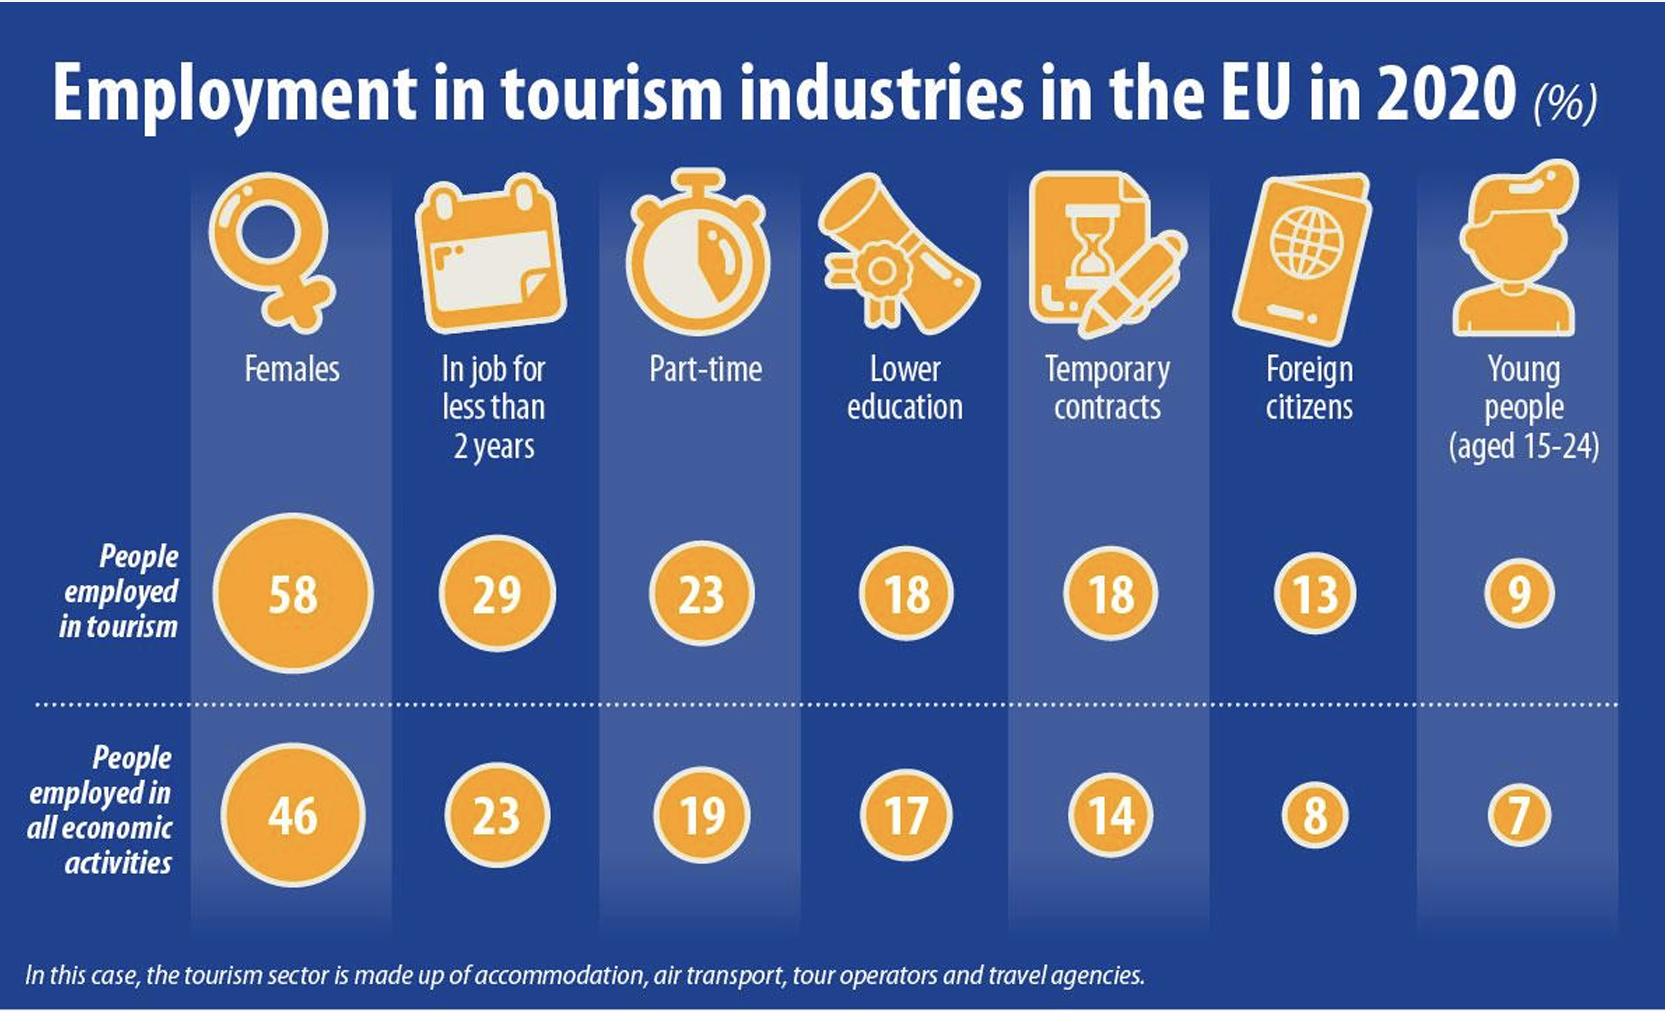 Employment in tourism industries in the EU in 2020 (%)
Females
In job for
less than
2 years
Part-time
Lower
education
Temporary
contracts
Foreign
citizens
Young
people
(aged 15-24)
People
employed
in tourism
58
29
23
18
18
13
9
People
employed in
all economic
activities
46
23
19
17
14
8
7
In this case, the tourism sector is made up of accommodation, air transport, tour operators and travel agencies.